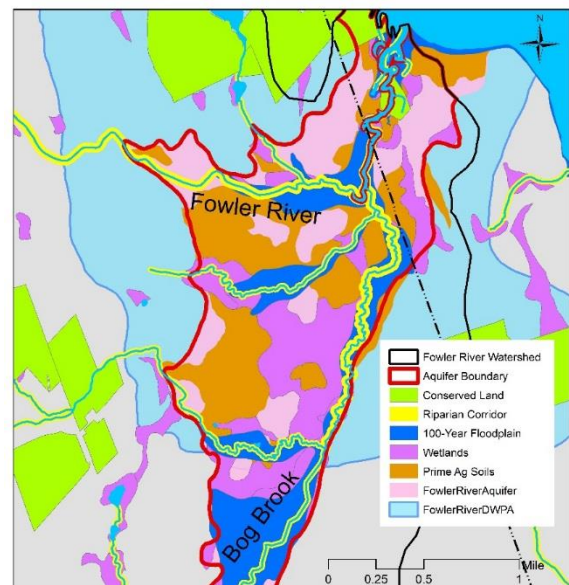 N
Fowler River
Bog Brook
Fowler River Watershed
Aquifer Boundary
Conserved Land
Riparian Corridor
100-Year Floodplain
Wetlands
Prime Ag Soils
FowlerRiverAquifer
FowlerRiverDWPA
Mile
0 0.25 0.5 1